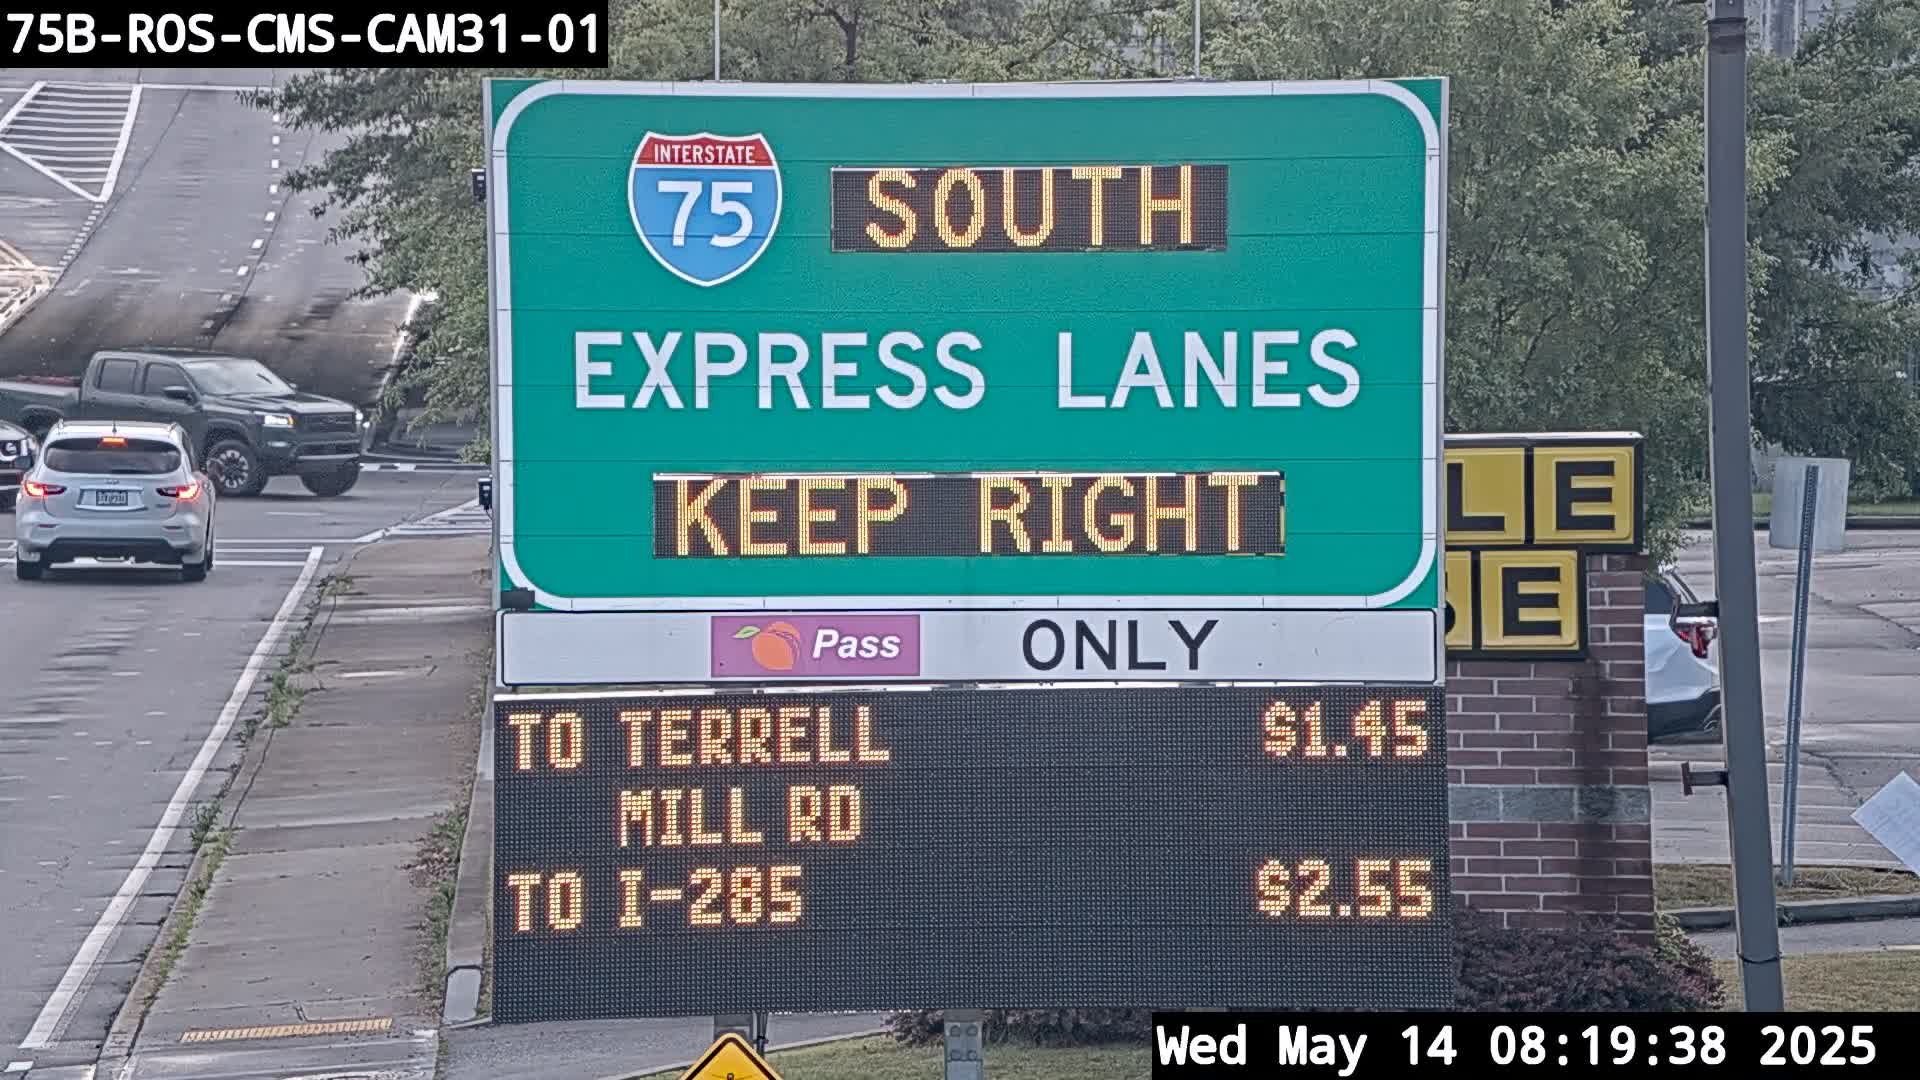 75B-ROS-CMS-CAM31-01
INTERSTATE
75
SOUTH
EXPRESS LANES
KEEP RIGHT
Pass ONLY
TO TERRELL $1.45
MILL RD
TO I-285 $2.55
LE
E
Wed May 14 08:19:38 2025